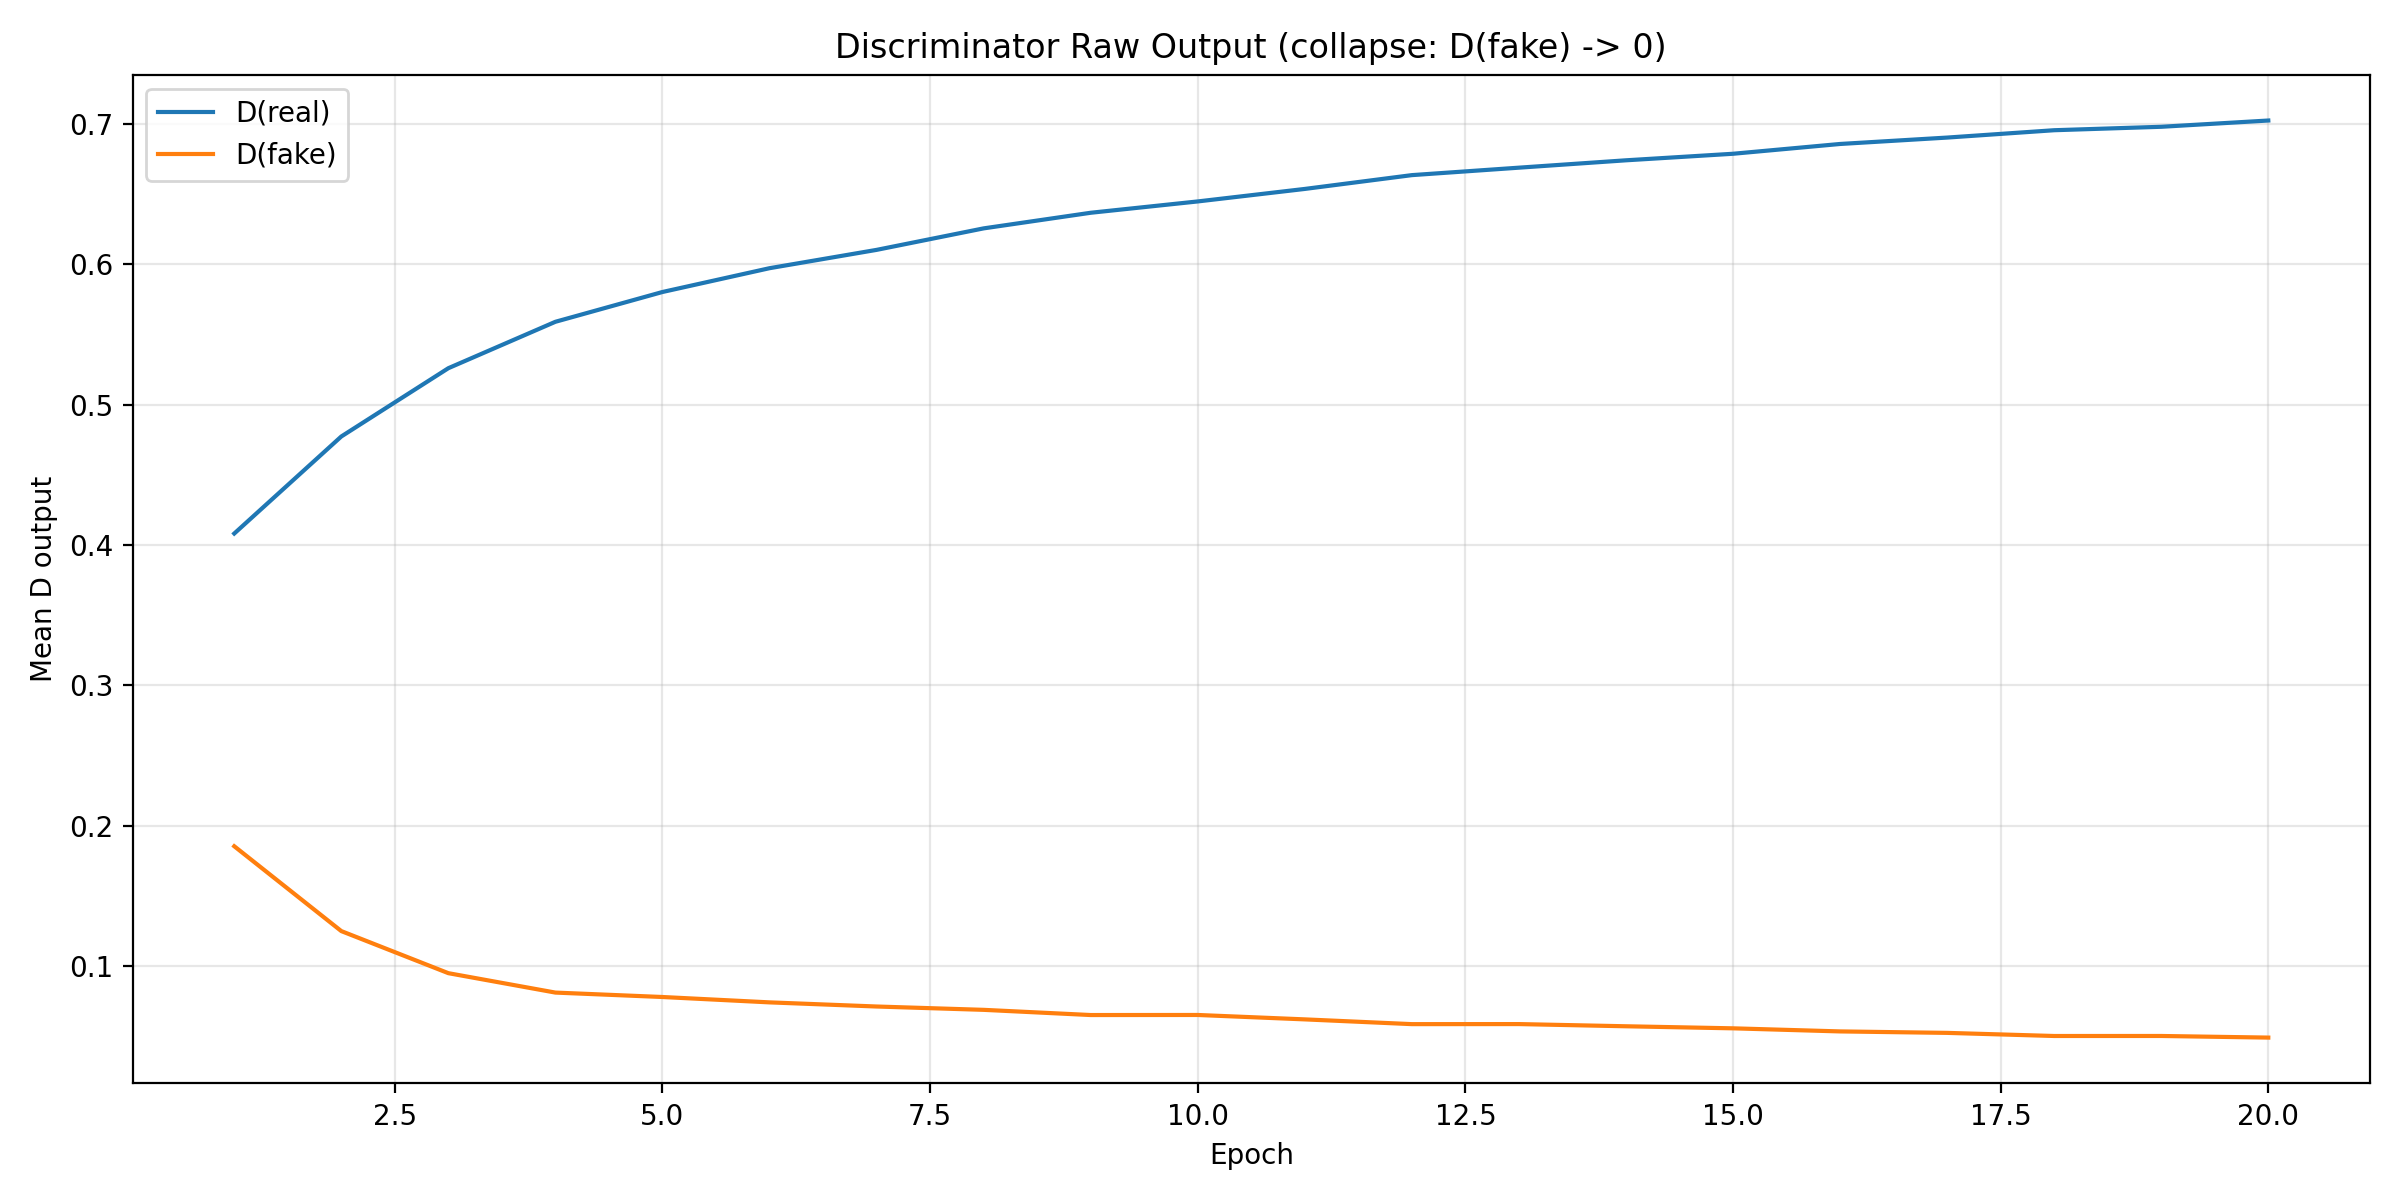 Discriminator Raw Output (collapse: D(fake) -> 0)
D(real)
D(fake)
0.7
0.6
0.5
0.4
0.3
0.2
0.1
Mean D output
2.5 5.0 7.5 10.0 12.5 15.0 17.5 20.0
Epoch